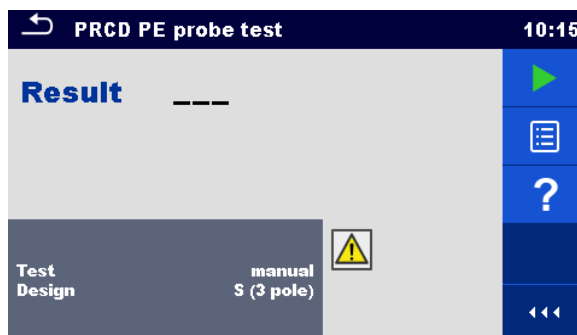 PRCD PE probe test 10:15
Result ___
?
Test manual
Design S (3 pole)